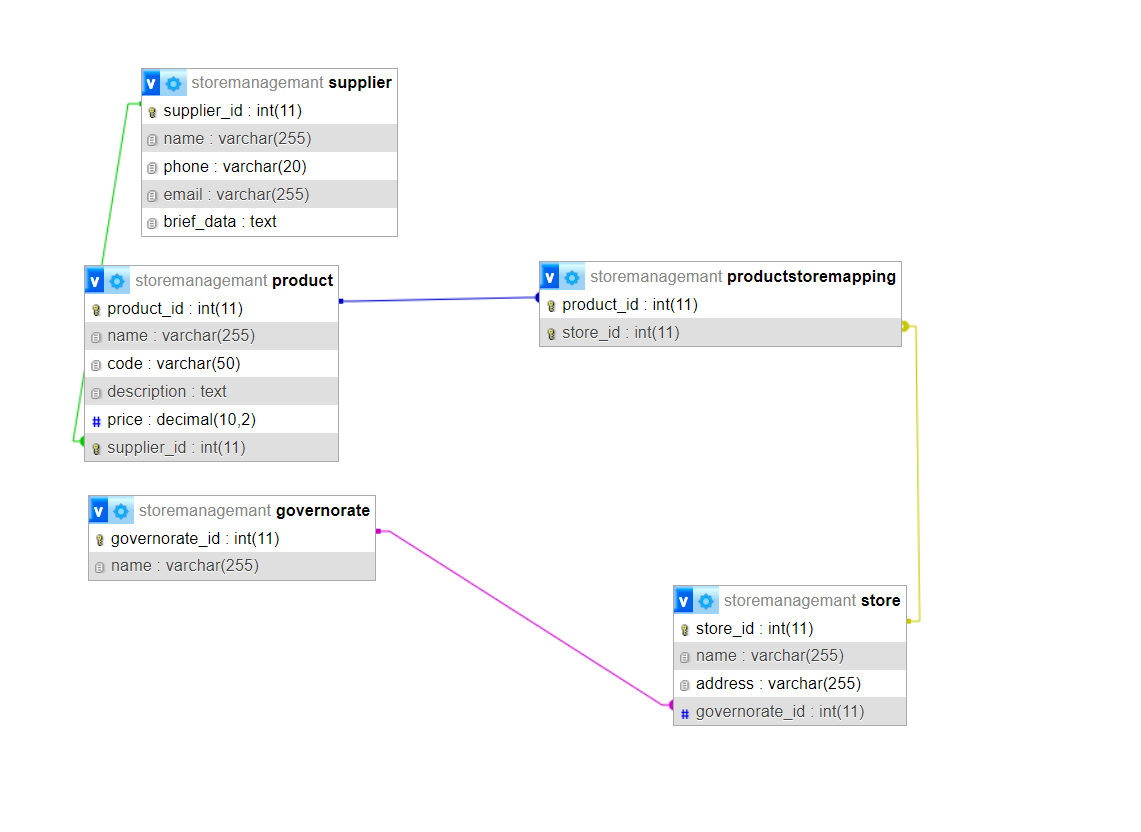 v storemanagemant supplier
supplier_id : int(11)
name : varchar(255)
phone : varchar(20)
email : varchar(255)
brief_data : text
v storemanagemant product
product_id : int(11)
name : varchar(255)
code : varchar(50)
description : text
# price : decimal(10,2)
supplier_id : int(11)
v storemanagemant productstoremapping
product_id : int(11)
store_id : int(11)
v storemanagemant governorate
governorate_id : int(11)
name : varchar(255)
v storemanagemant store
store_id : int(11)
name : varchar(255)
address : varchar(255)
# governorate_id : int(11)